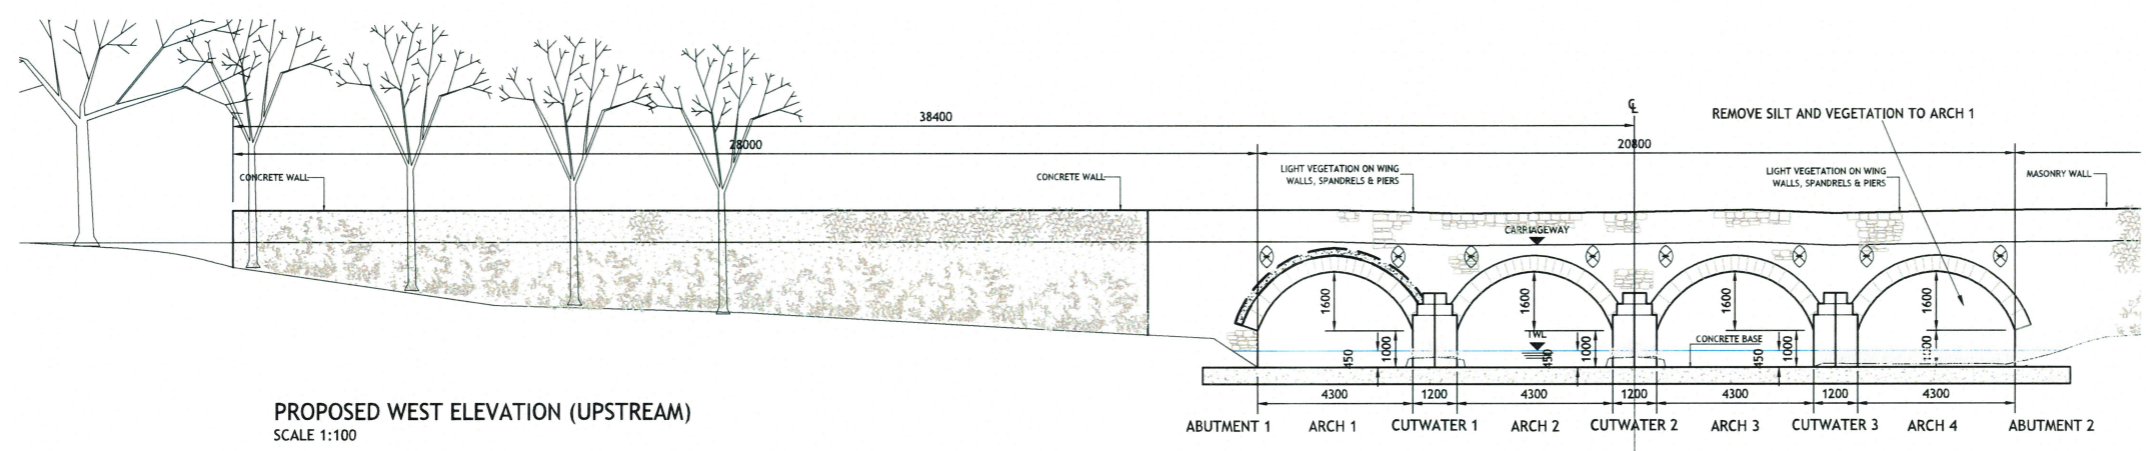 ℄
38400
REMOVE SILT AND VEGETATION TO ARCH 1
28000
20800
CONCRETE WALL
CONCRETE WALL
LIGHT VEGETATION ON WING
WALLS, SPANDRELS & PIERS
LIGHT VEGETATION ON WING
WALLS, SPANDRELS & PIERS
MASONRY WALL
CARRIAGEWAY
1600
1600
1600
1600
TWL
CONCRETE BASE
450
1000
450
1000
450
1000
1000
4300
1200
4300
1200
4300
1200
4300
ABUTMENT 1
ARCH 1
CUTWATER 1
ARCH 2
CUTWATER 2
ARCH 3
CUTWATER 3
ARCH 4
ABUTMENT 2
PROPOSED WEST ELEVATION (UPSTREAM)
SCALE 1:100